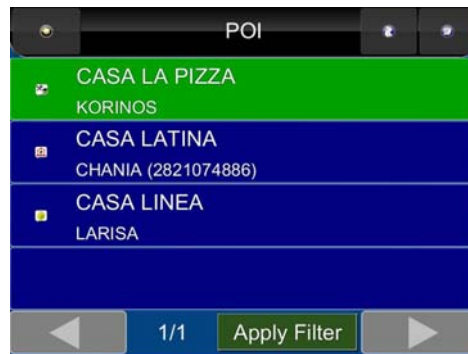 POI
CASA LA PIZZA
KORINOS
CASA LATINA
CHANIA (2821074886)
CASA LINEA
LARISA
1/1 Apply Filter